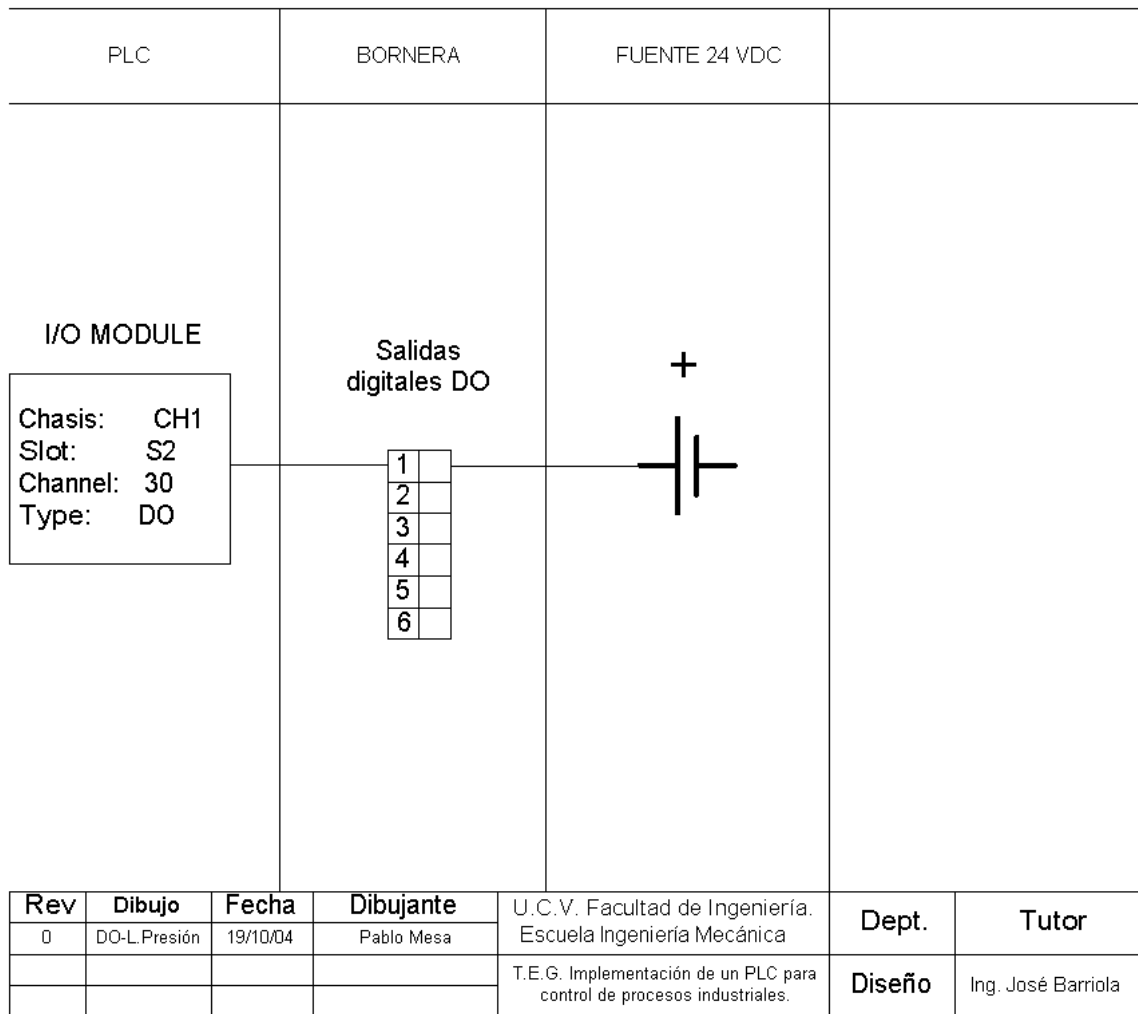 PLC
BORNERA
FUENTE 24 VDC
I/O MODULE
Chasis: CH1
Slot: S2
Channel: 30
Type: DO
Salidas
digitales DO
1
2
3
4
5
6
+
Rev Dibujo Fecha Dibujante
0 DO-L.Presión 19/10/04 Pablo Mesa
U.C.V. Facultad de Ingeniería.
Escuela Ingeniería Mecánica
T.E.G. Implementación de un PLC para
control de procesos industriales.
Dept. Tutor
Diseño Ing. José Barriola